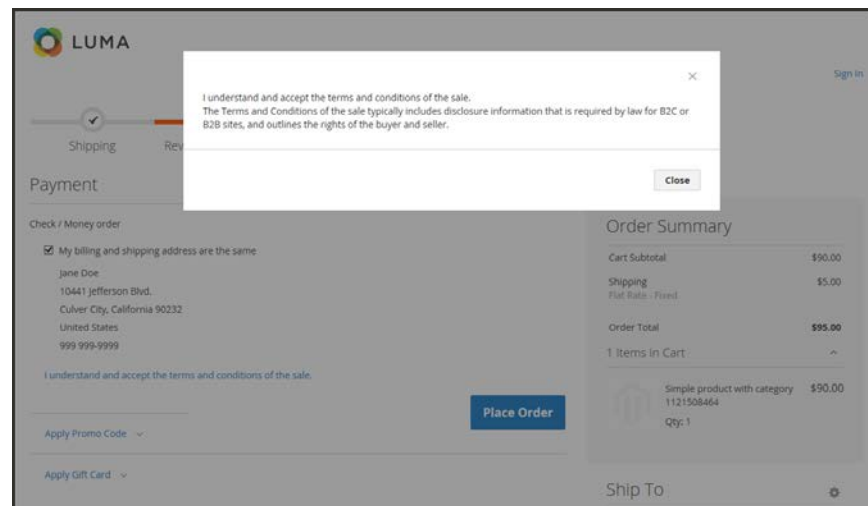 LUMA
Sign In
I understand and accept the terms and conditions of the sale.
The Terms and Conditions of the sale typically includes disclosure information that is required by law for B2C or
B2B sites, and outlines the rights of the buyer and seller.
Close
Shipping
Rev
Payment
Check / Money order
My billing and shipping address are the same
Jane Doe
10441 Jefferson Blvd.
Culver City, California 90232
United States
999 999-9999
I understand and accept the terms and conditions of the sale.
Place Order
Apply Promo Code
Apply Gift Card
Order Summary
Cart Subtotal $90.00
Shipping $5.00
Flat Rate - Fixed
Order Total $95.00
1 Items in Cart
Simple product with category $90.00
1121508464
Qty: 1
Ship To